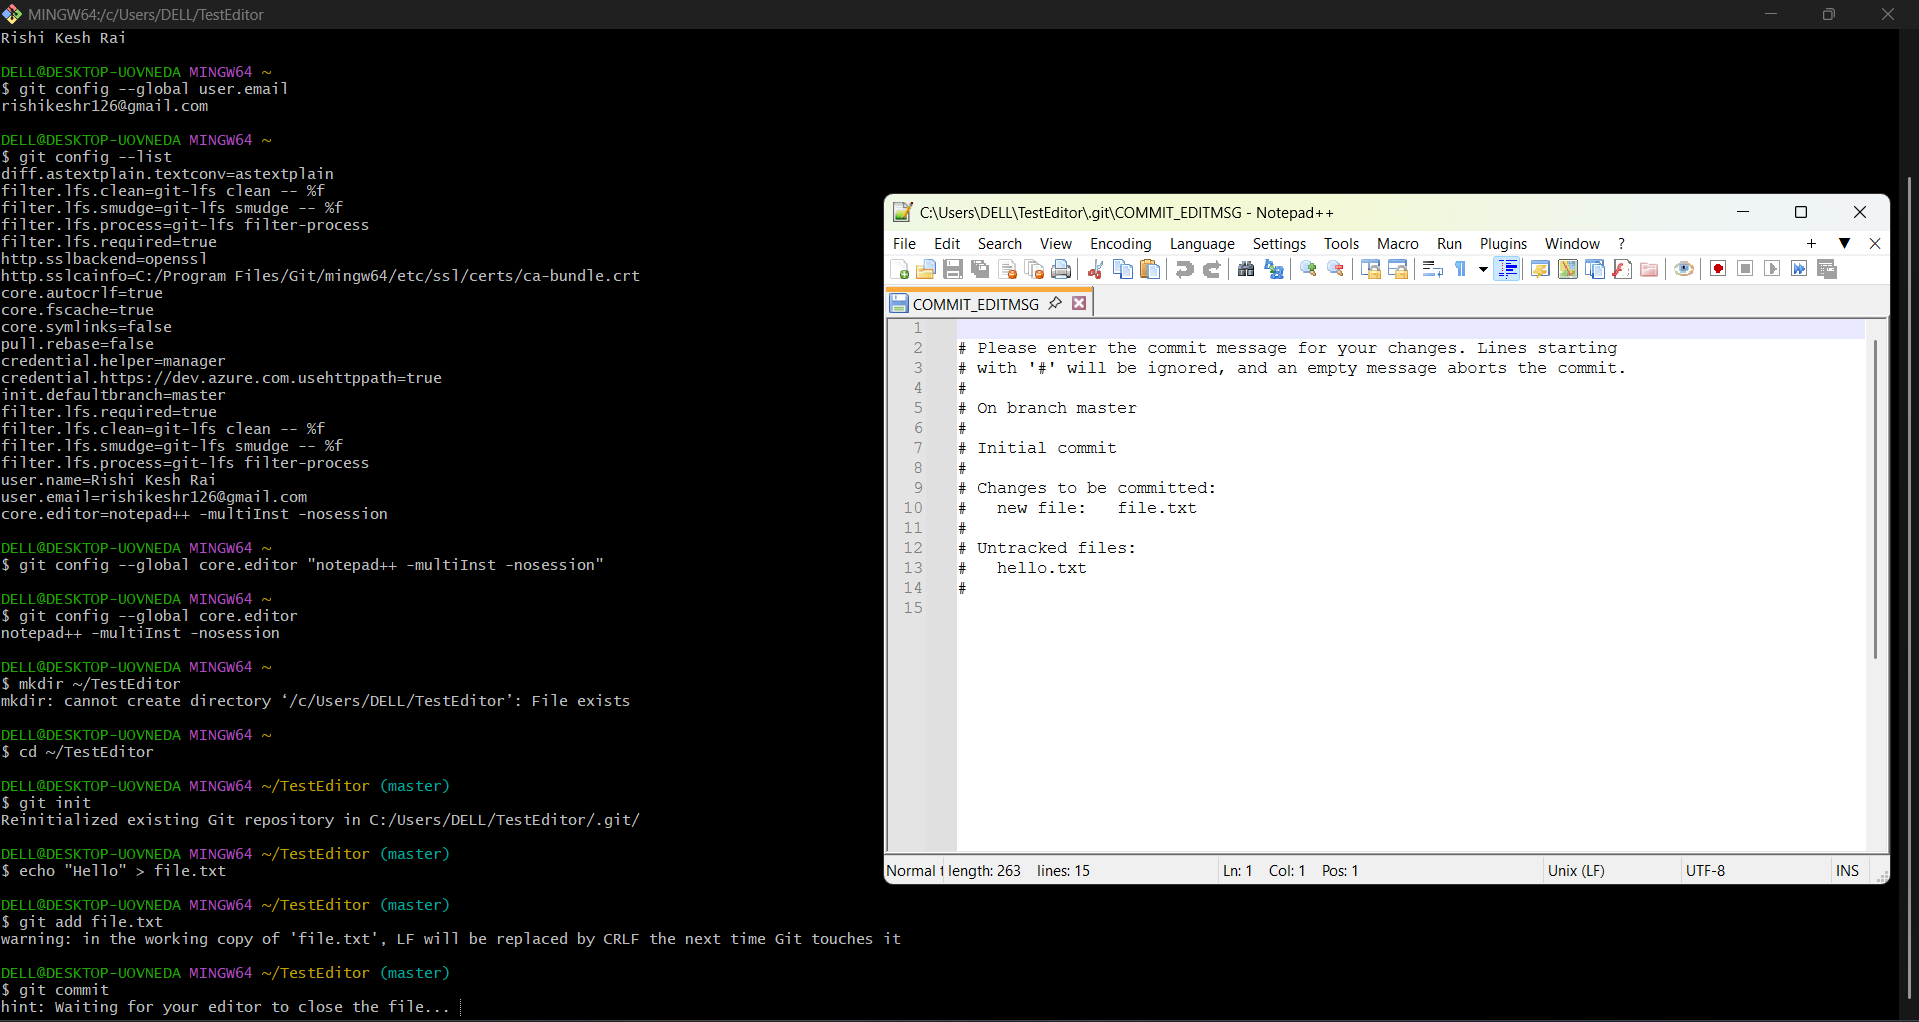 MINGW64:/c/Users/DELL/TestEditor
Rishi Kesh Rai
DELL@DESKTOP-UOVNEDA MINGW64 ~
$ git config --global user.email
rishikeshr126@gmail.com
DELL@DESKTOP-UOVNEDA MINGW64 ~
$ git config --list
diff.astextplain.textconv=astextplain
filter.lfs.clean=git-lfs clean -- %f
filter.lfs.smudge=git-lfs smudge -- %f
filter.lfs.process=git-lfs filter-process
filter.lfs.required=true
http.sslbackend=openssl
http.sslcainfo=C:/Program Files/Git/mingw64/etc/ssl/certs/ca-bundle.crt
core.autocrlf=true
core.fscache=true
core.symlinks=false
pull.rebase=false
credential.helper=manager
credential.https://dev.azure.com.usehttppath=true
init.defaultbranch=master
filter.lfs.required=true
filter.lfs.clean=git-lfs clean -- %f
filter.lfs.smudge=git-lfs smudge -- %f
filter.lfs.process=git-lfs filter-process
user.name=Rishi Kesh Rai
user.email=rishikeshr126@gmail.com
core.editor=notepad++ -multiInst -nosession
DELL@DESKTOP-UOVNEDA MINGW64 ~
$ git config --global core.editor "notepad++ -multiInst -nosession"
DELL@DESKTOP-UOVNEDA MINGW64 ~
$ git config --global core.editor
notepad++ -multiInst -nosession
DELL@DESKTOP-UOVNEDA MINGW64 ~
$ mkdir ~/TestEditor
mkdir: cannot create directory ‘/c/Users/DELL/TestEditor’: File exists
DELL@DESKTOP-UOVNEDA MINGW64 ~
$ cd ~/TestEditor
DELL@DESKTOP-UOVNEDA MINGW64 ~/TestEditor (master)
$ git init
Reinitialized existing Git repository in C:/Users/DELL/TestEditor/.git/
DELL@DESKTOP-UOVNEDA MINGW64 ~/TestEditor (master)
$ echo "Hello" > file.txt
DELL@DESKTOP-UOVNEDA MINGW64 ~/TestEditor (master)
$ git add file.txt
warning: in the working copy of 'file.txt', LF will be replaced by CRLF the next time Git touches it
DELL@DESKTOP-UOVNEDA MINGW64 ~/TestEditor (master)
$ git commit
hint: Waiting for your editor to close the file...
C:\Users\DELL\TestEditor\.git\COMMIT_EDITMSG - Notepad++
File Edit Search View Encoding Language Settings Tools Macro Run Plugins Window ?
COMMIT_EDITMSG
1
2 # Please enter the commit message for your changes. Lines starting
3 # with '#' will be ignored, and an empty message aborts the commit.
4 #
5 # On branch master
6 #
7 # Initial commit
8 #
9 # Changes to be committed:
10 # new file: file.txt
11 #
12 # Untracked files:
13 # hello.txt
14 #
15
Normal t length: 263 lines: 15 Ln: 1 Col: 1 Pos: 1 Unix (LF) UTF-8 INS